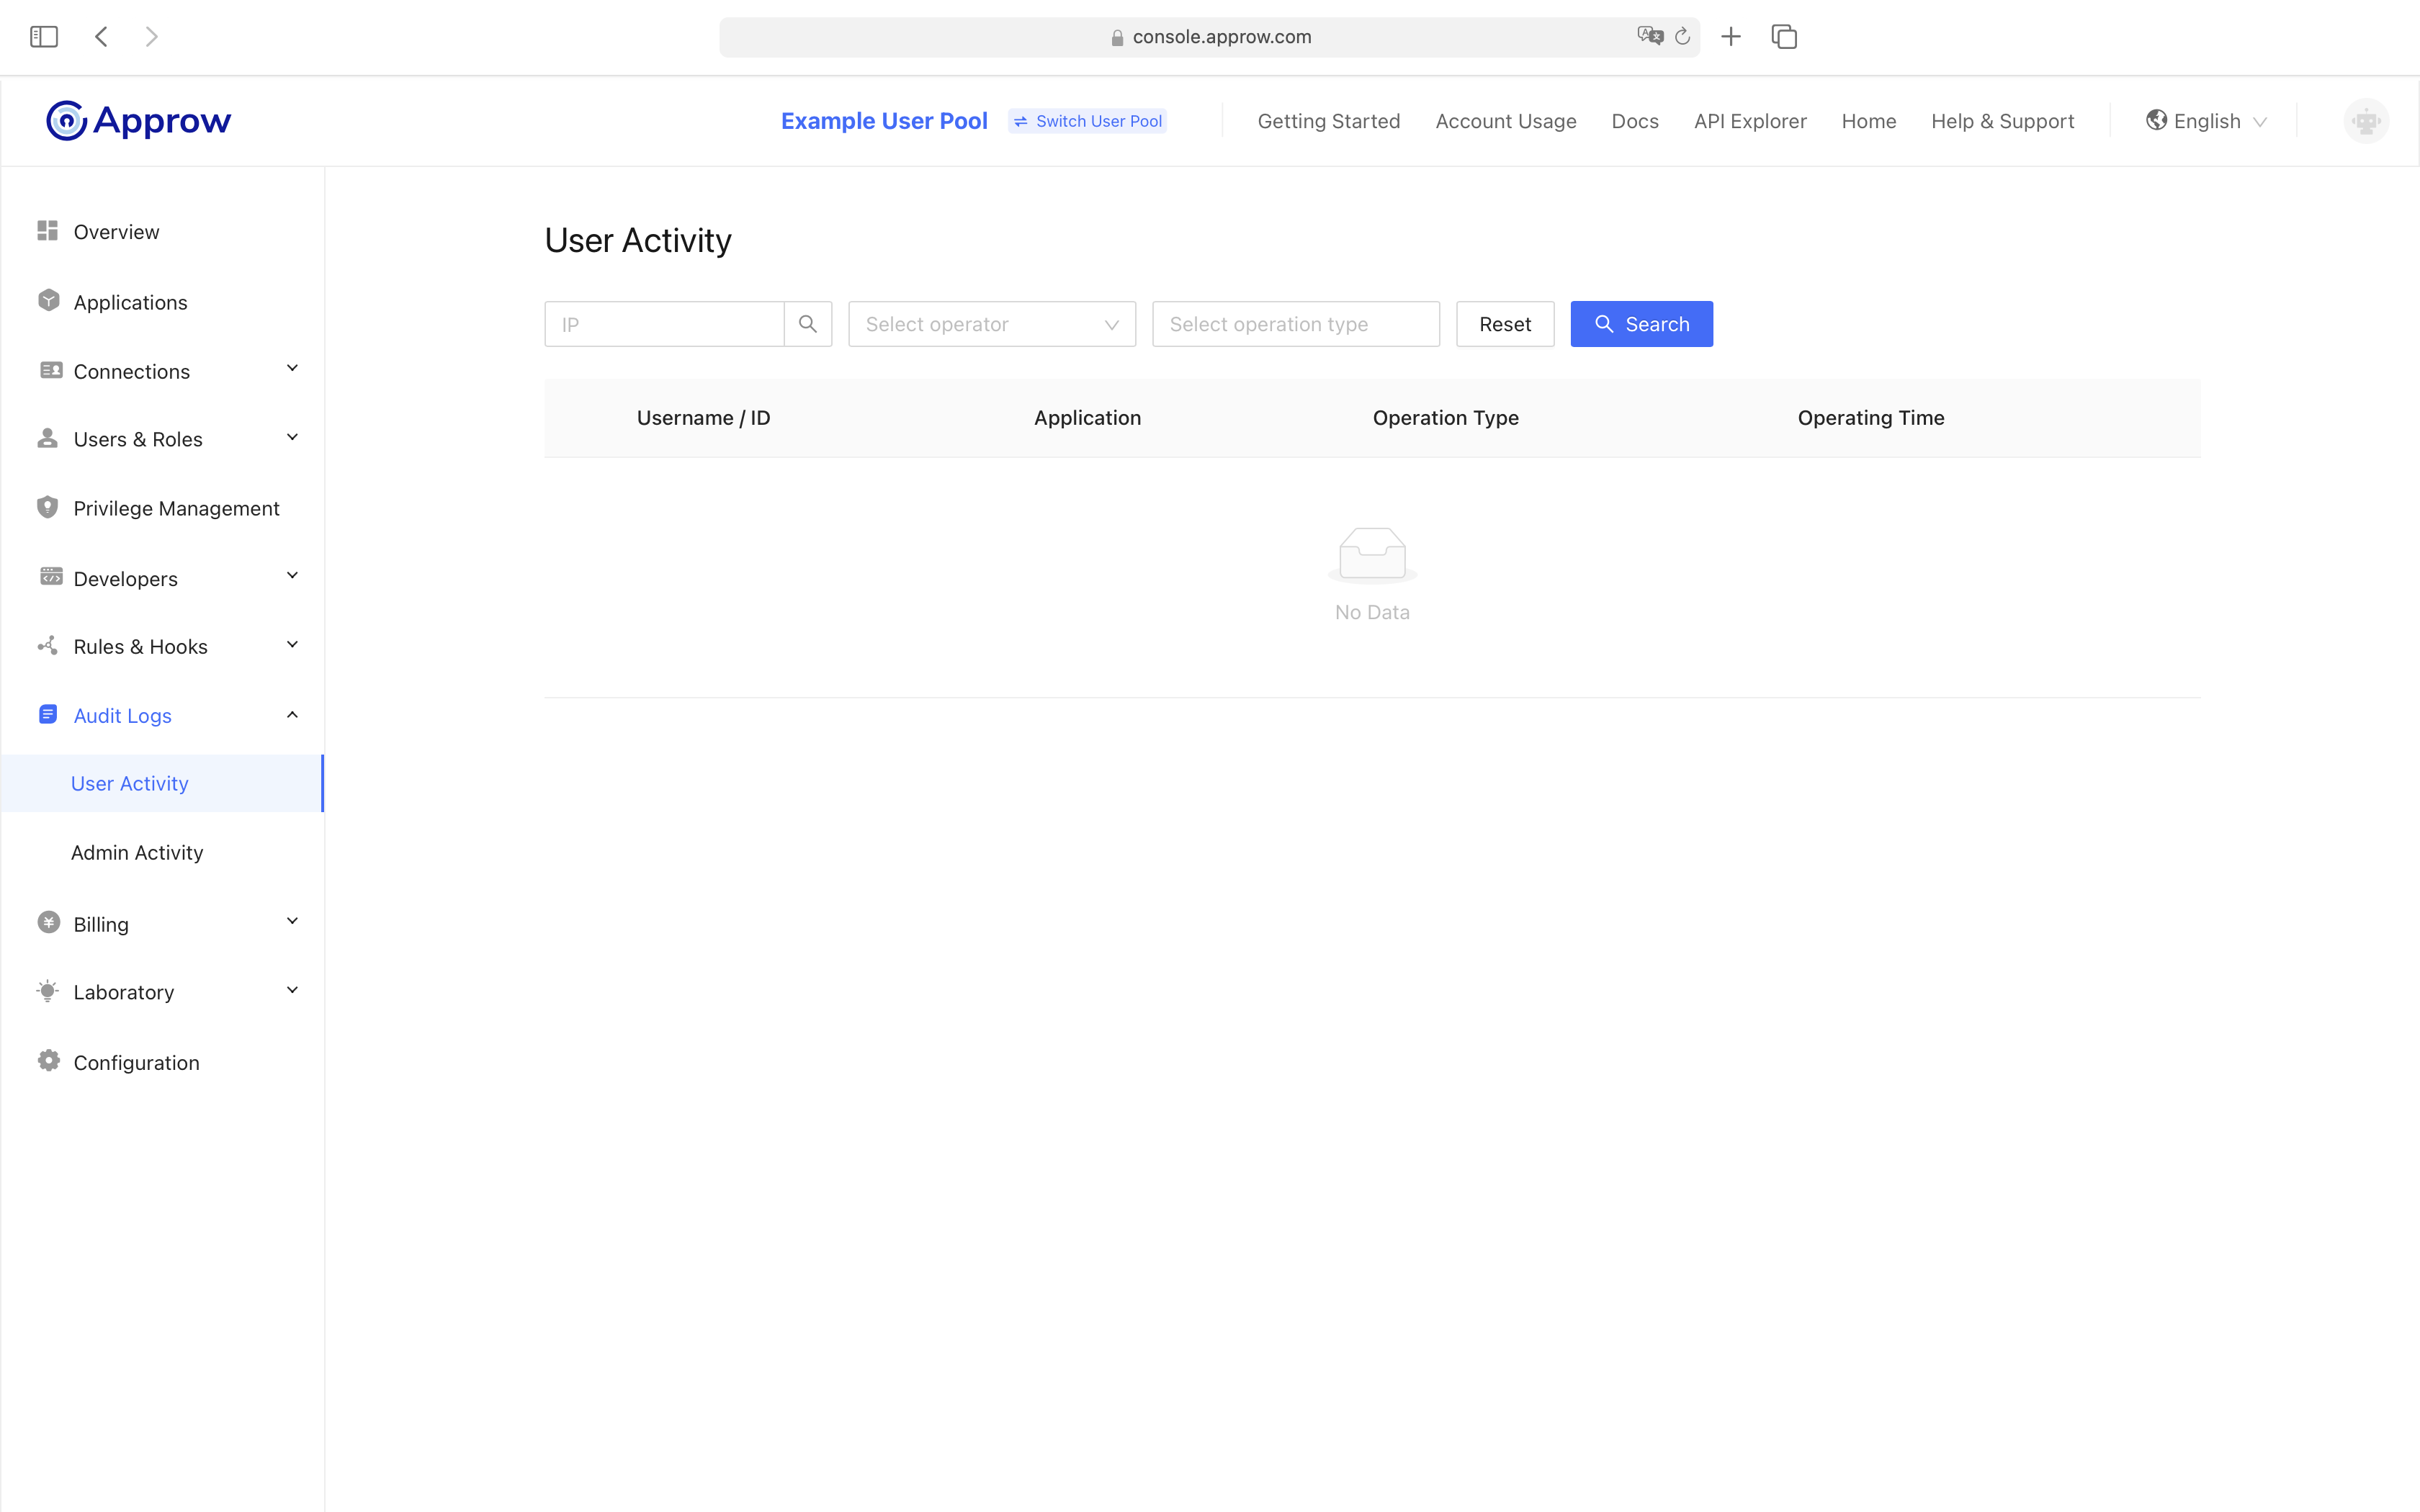 console.approw.com
Approw
Example User Pool
Switch User Pool
Getting Started
Account Usage
Docs
API Explorer
Home
Help & Support
English
Overview
Applications
Connections
Users & Roles
Privilege Management
Developers
Rules & Hooks
Audit Logs
User Activity
Admin Activity
Billing
Laboratory
Configuration
User Activity
IP
Select operator
Select operation type
Reset
Search
Username / ID
Application
Operation Type
Operating Time
No Data